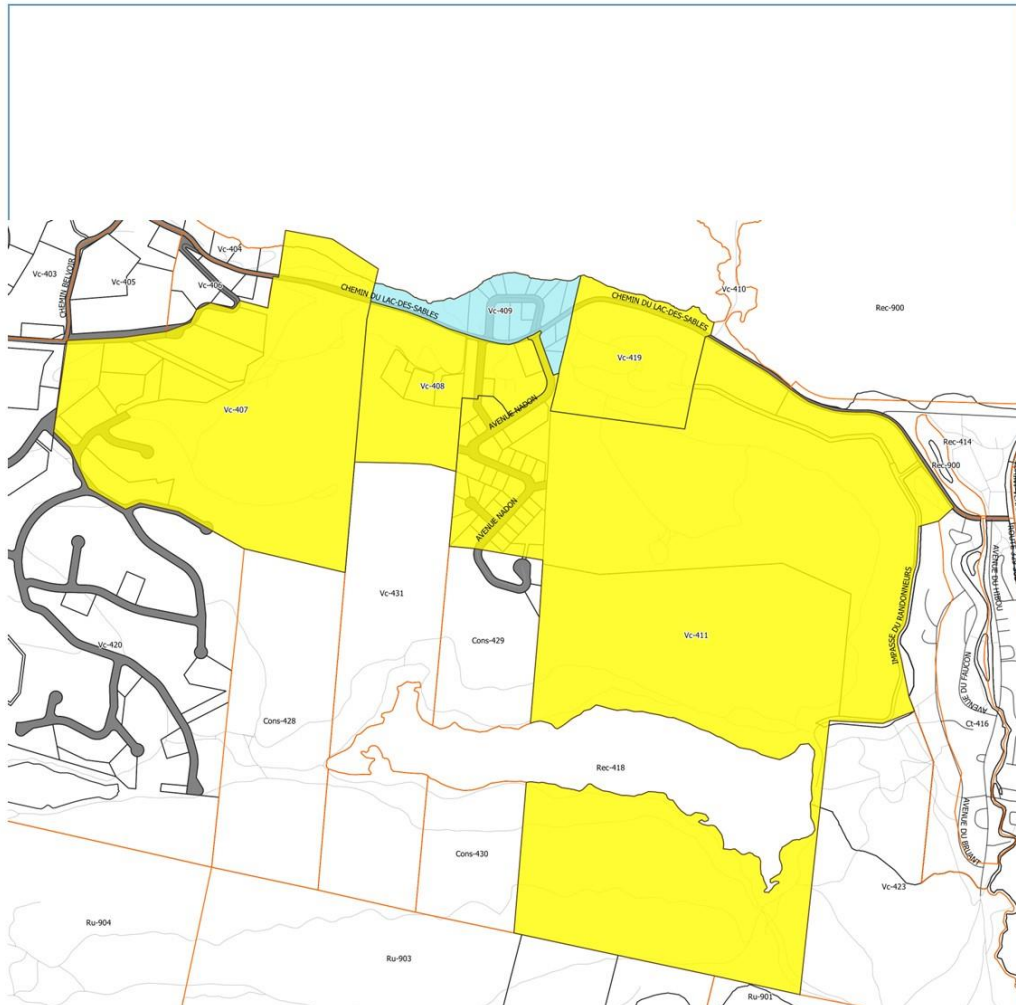 Vc-404
Vc-403
Vc-405
Vc-406
CHEMIN BELVOIR
CHEMIN DU LAC-DES-SABLES
Vc-409
CHEMIN DU LAC-DES-SABLES
Vc-410
Rec-900
Vc-419
Vc-408
Vc-407
AVENUE NADON
Rec-414
Rec-900
AVENUE NADON
AVENUE DU HIBOU
IMPASSE DU RANDONNEURS
Vc-431
Vc-411
Cons-429
Vc-420
AVENUE DU FAUCON
Cons-428
Ct-416
Rec-418
AVENUE DU BRUANT
Cons-430
Vc-423
Ru-904
Ru-903
Ru-901